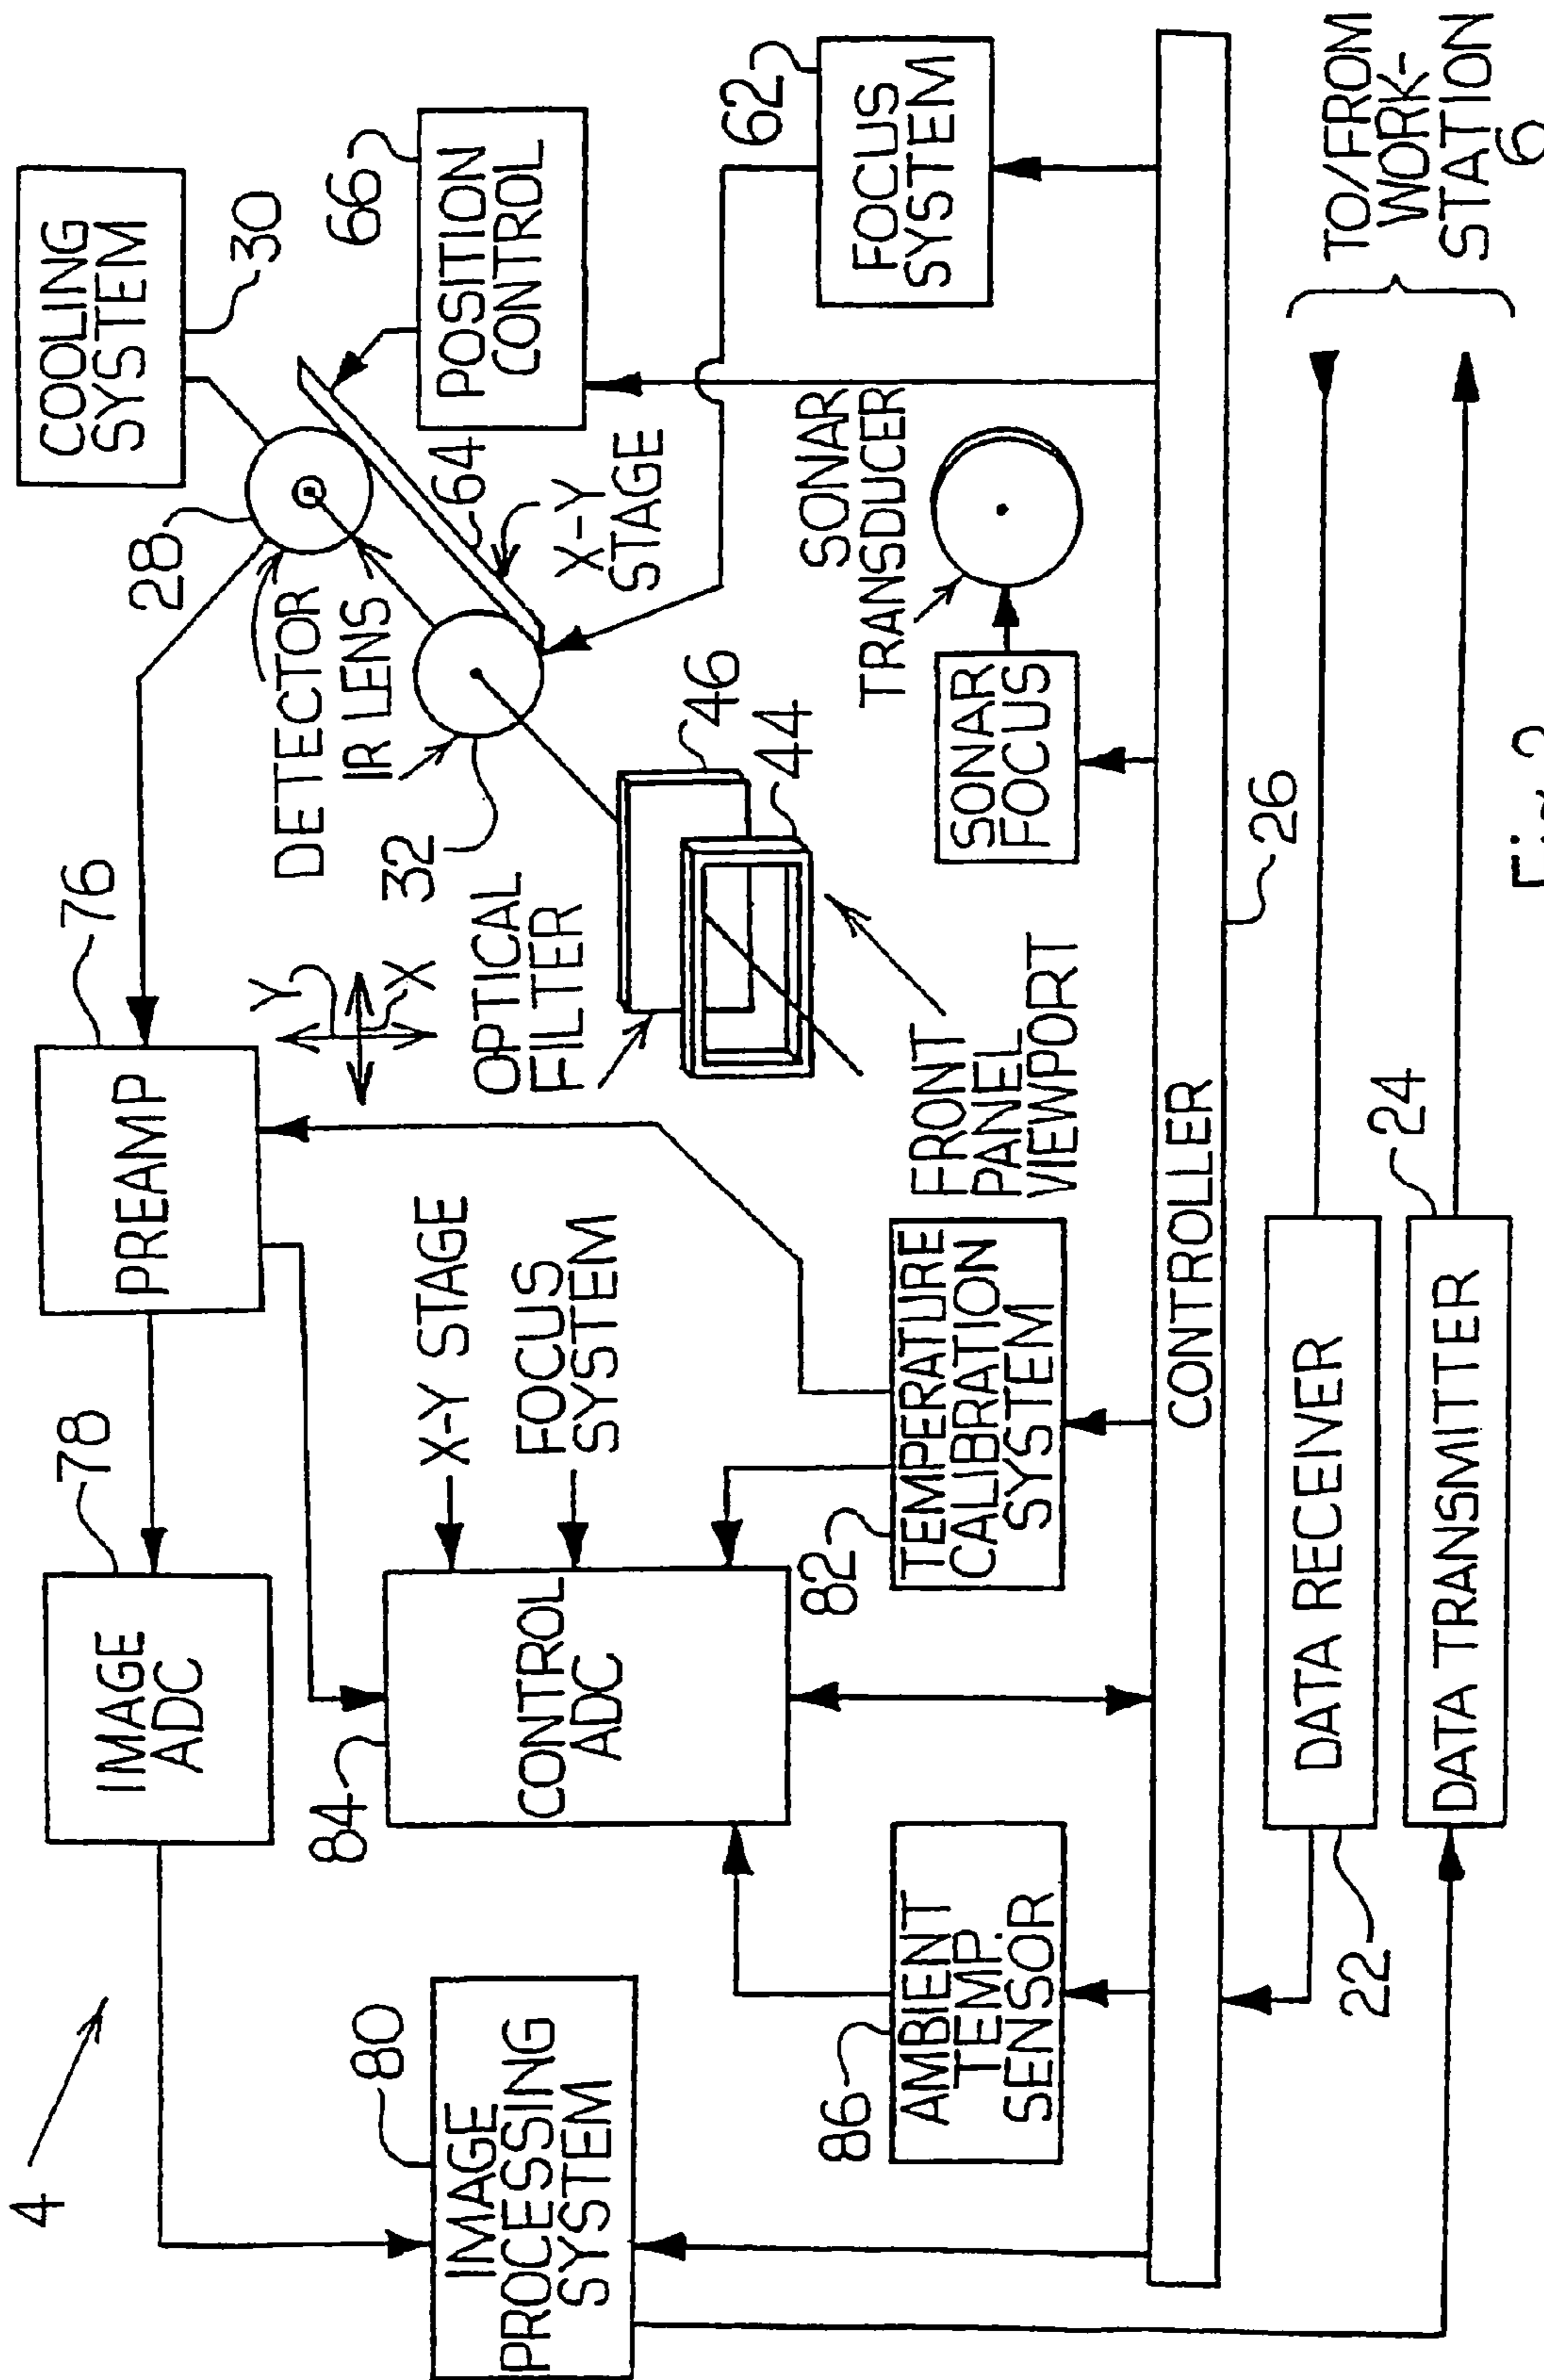 4
IMAGE
ADC
78
PREAMP
76
COOLING
SYSTEM
30
28
DETECTOR
IR LENS
32
Y
X
66
POSITION
CONTROL
64
X-Y
STAGE
62
FOCUS
SYSTEM
80
IMAGE
PROCESSING
SYSTEM
84
CONTROL
ADC
X-Y STAGE
FOCUS
SYSTEM
OPTICAL
FILTER
46
44
FRONT
PANEL
VIEWPORT
SONAR
TRANSDUCER
SONAR
FOCUS
86
AMBIENT
TEMP.
SENSOR
82
TEMPERATURE
CALIBRATION
SYSTEM
CONTROLLER
26
22
DATA RECEIVER
24
DATA TRANSMITTER
TO/FROM
WORK-
STATION
6